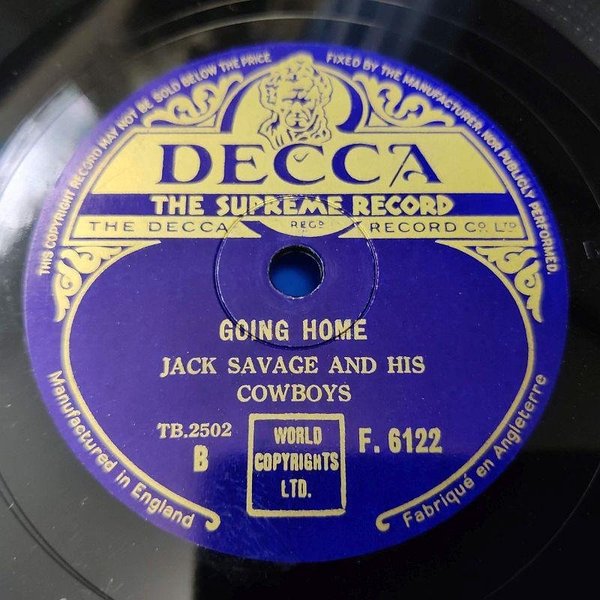 THIS COPYRIGHT RECORD MAY NOT BE SOLD BELOW THE PRICE
FIXED BY THE MANUFACTURER, NOR PUBLICLY PERFORMED.
DECCA
THE SUPREME RECORD
THE DECCA REGD RECORD CO. LTD
GOING HOME
JACK SAVAGE AND HIS
COWBOYS
TB.2502
B
WORLD
COPYRIGHTS
LTD.
F. 6122
Manufactured in England
Fabriqué en Angleterre